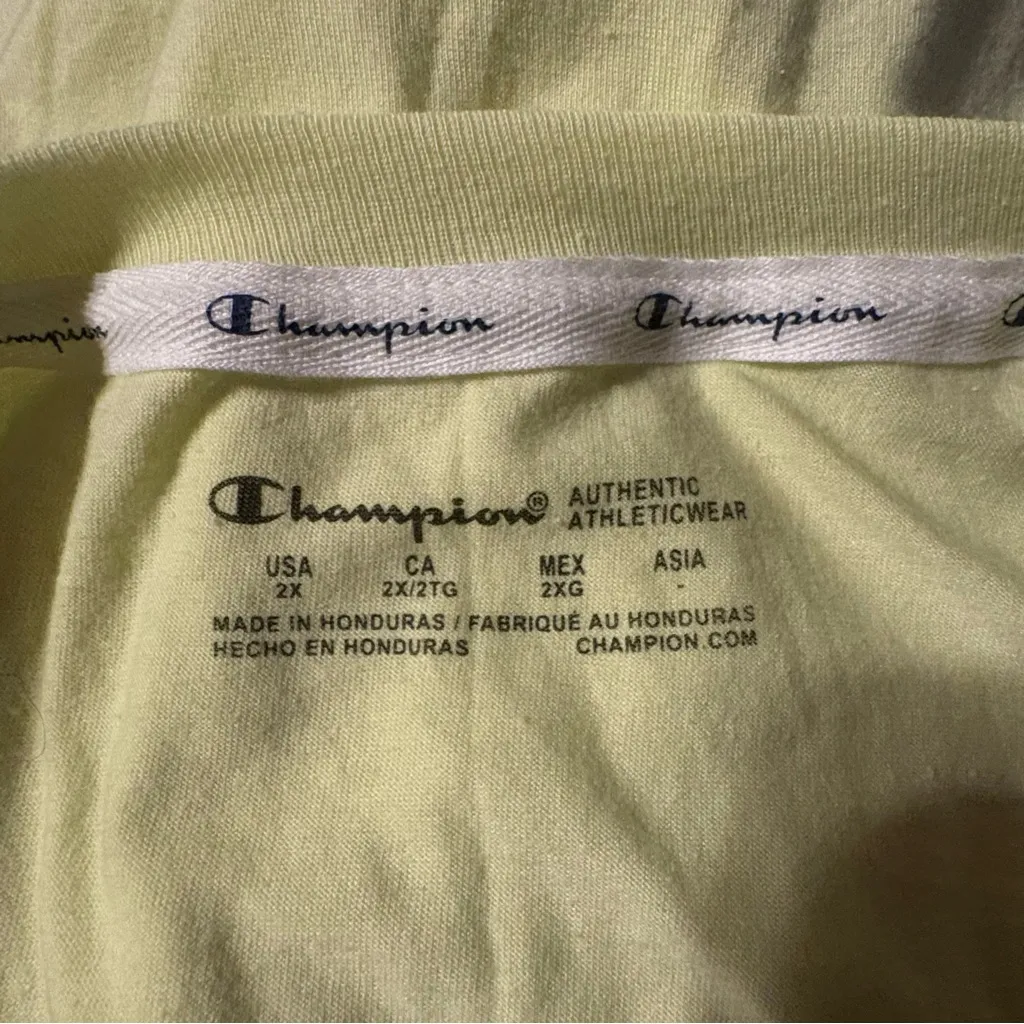 Champion Champion
Champion® AUTHENTIC
ATHLETICWEAR
USA CA MEX ASIA
2X 2X/2TG 2XG -
MADE IN HONDURAS / FABRIQUÉ AU HONDURAS
HECHO EN HONDURAS CHAMPION.COM